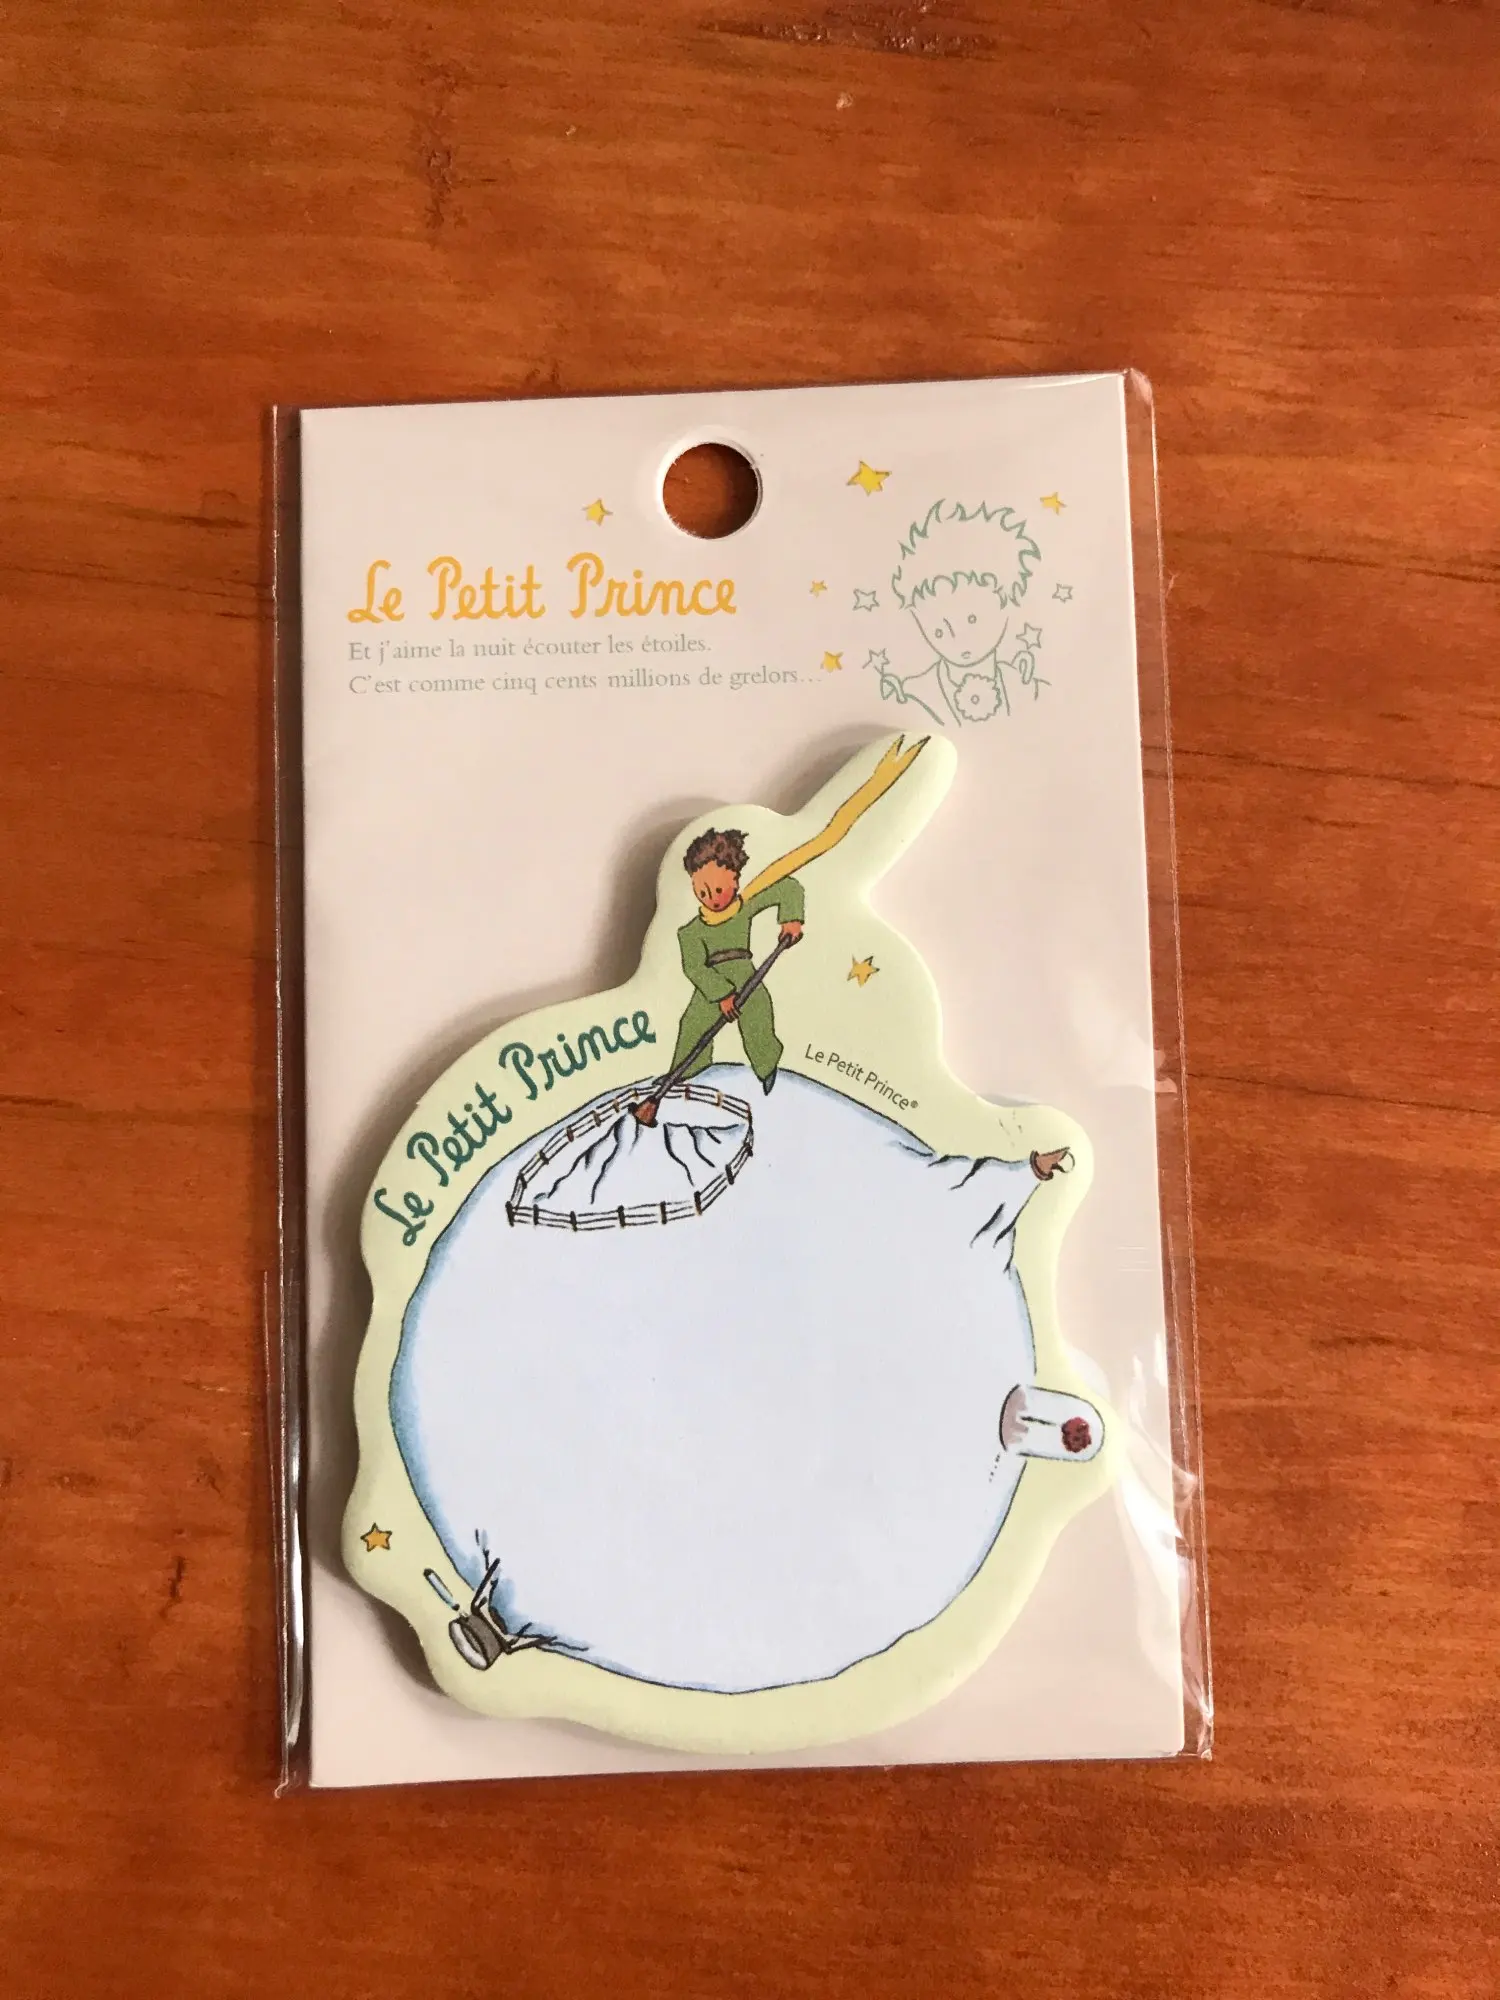 Le Petit Prince
Et j'aime la nuit écouter les étoiles.
C'est comme cinq cents millions de grelors...
Le Petit Prince
Le Petit Prince®